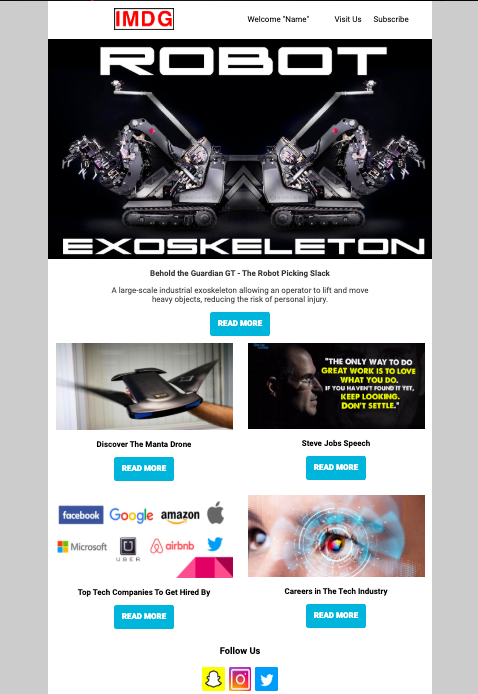 IMDG
Welcome "Name"
Visit Us
Subscribe
ROBOT
EXOSKELETON
Behold the Guardian GT - The Robot Picking Slack
A large-scale industrial exoskeleton allowing an operator to lift and move
heavy objects, reducing the risk of personal injury.
READ MORE
"THE ONLY WAY TO DO
GREAT WORK IS TO LOVE
WHAT YOU DO.
IF YOU HAVEN'T FOUND IT YET,
KEEP LOOKING.
DON'T SETTLE."
Discover The Manta Drone
Steve Jobs Speech
READ MORE
READ MORE
facebook
Google
amazon
Microsoft
UBER
airbnb
Top Tech Companies To Get Hired By
Careers in The Tech Industry
READ MORE
READ MORE
Follow Us